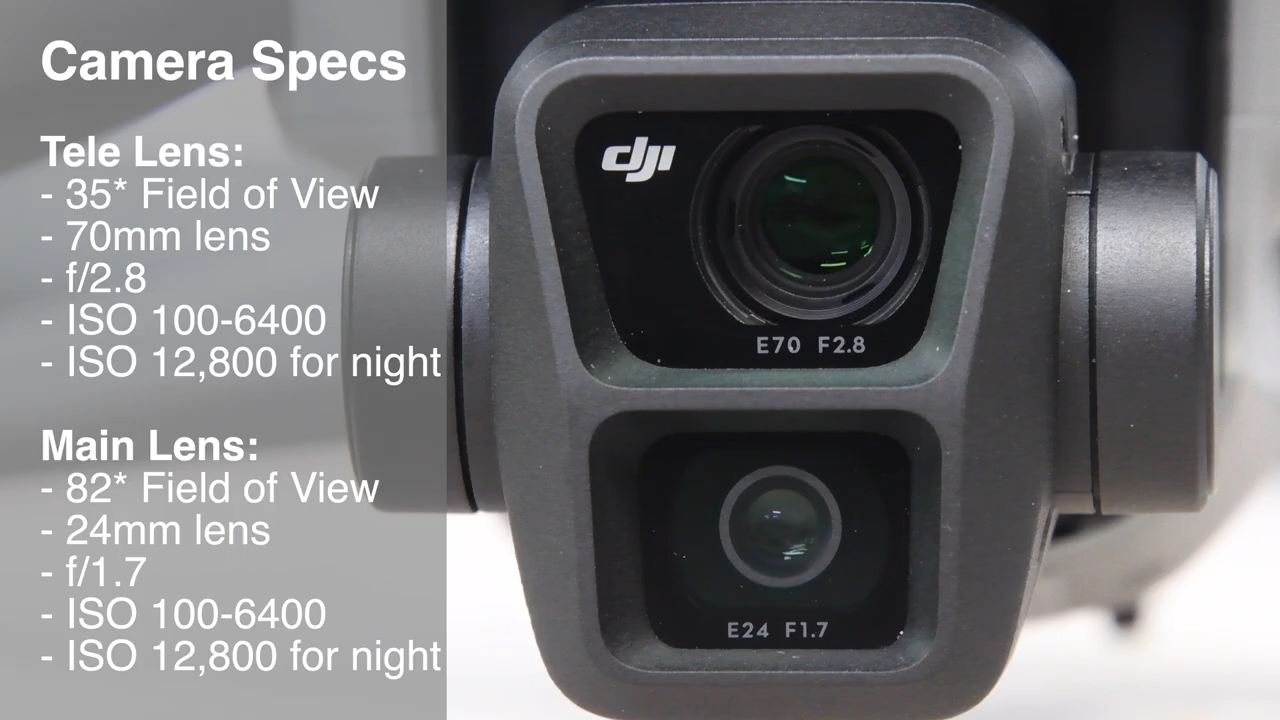 Camera Specs
Tele Lens:
- 35* Field of View
- 70mm lens
- f/2.8
- ISO 100-6400
- ISO 12,800 for night
Main Lens:
- 82* Field of View
- 24mm lens
- f/1.7
- ISO 100-6400
- ISO 12,800 for night
dji
E70 F2.8
E24 F1.7